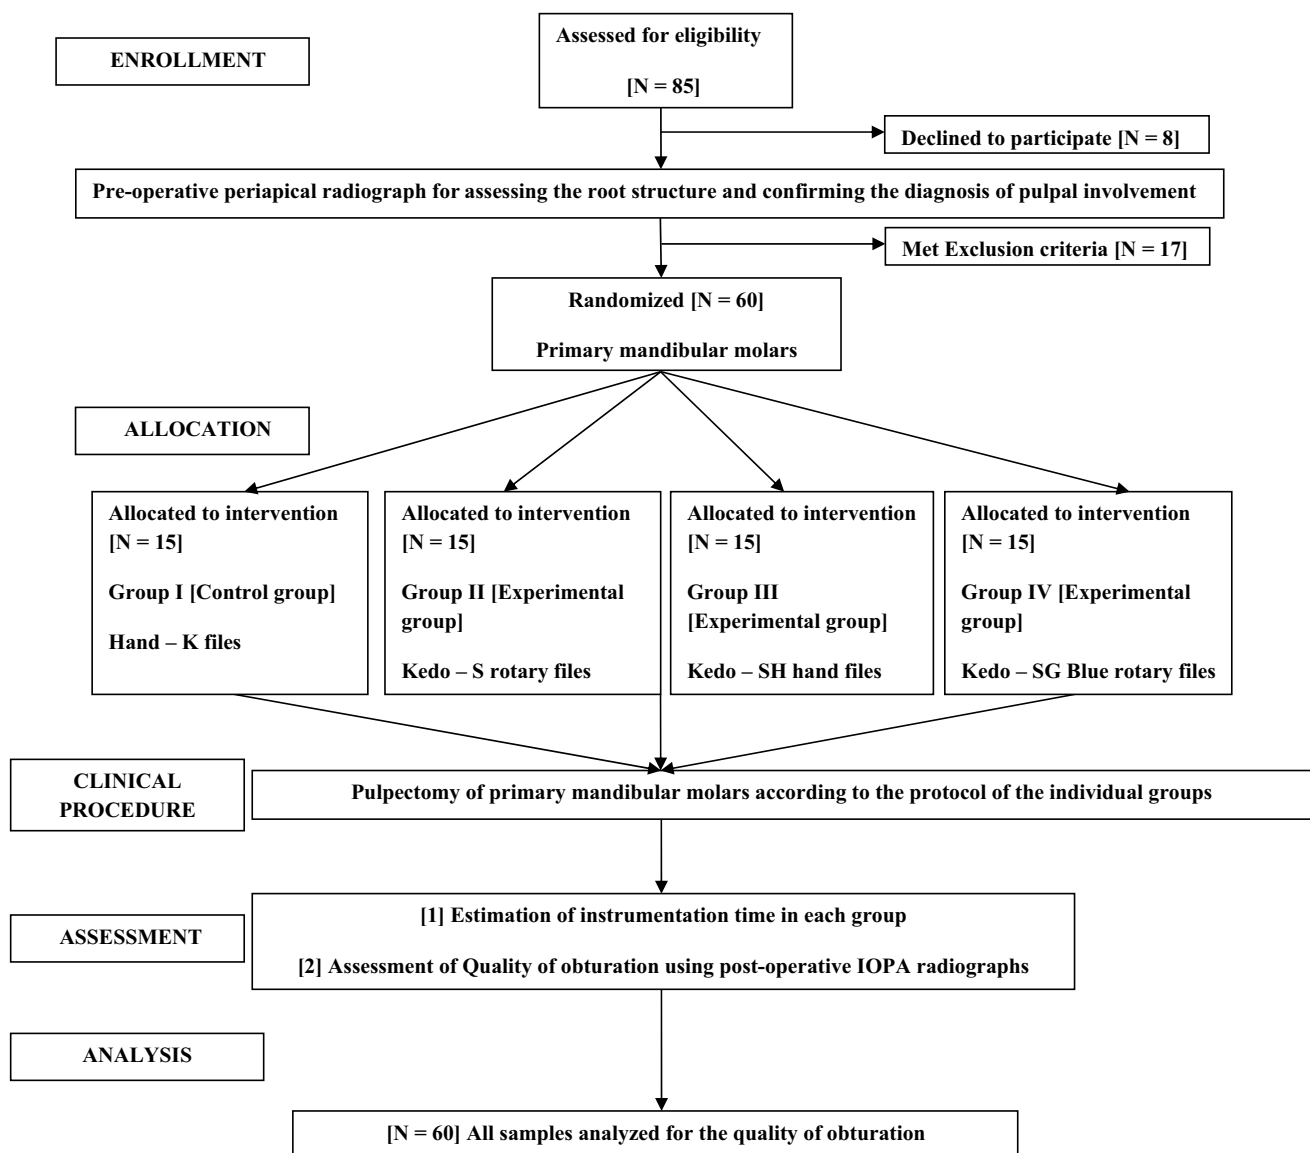 ENROLLMENT
Assessed for eligibility
[N = 85]
Declined to participate [N = 8]
Pre-operative periapical radiograph for assessing the root structure and confirming the diagnosis of pulpal involvement
Met Exclusion criteria [N = 17]
Randomized [N = 60]
Primary mandibular molars
ALLOCATION
Allocated to intervention
[N = 15]
Group I [Control group]
Hand – K files
Allocated to intervention
[N = 15]
Group II [Experimental
group]
Kedo – S rotary files
Allocated to intervention
[N = 15]
Group III
[Experimental group]
Kedo – SH hand files
Allocated to intervention
[N = 15]
Group IV [Experimental
group]
Kedo – SG Blue rotary files
CLINICAL
PROCEDURE
Pulpectomy of primary mandibular molars according to the protocol of the individual groups
ASSESSMENT
[1] Estimation of instrumentation time in each group
[2] Assessment of Quality of obturation using post-operative IOPA radiographs
ANALYSIS
[N = 60] All samples analyzed for the quality of obturation